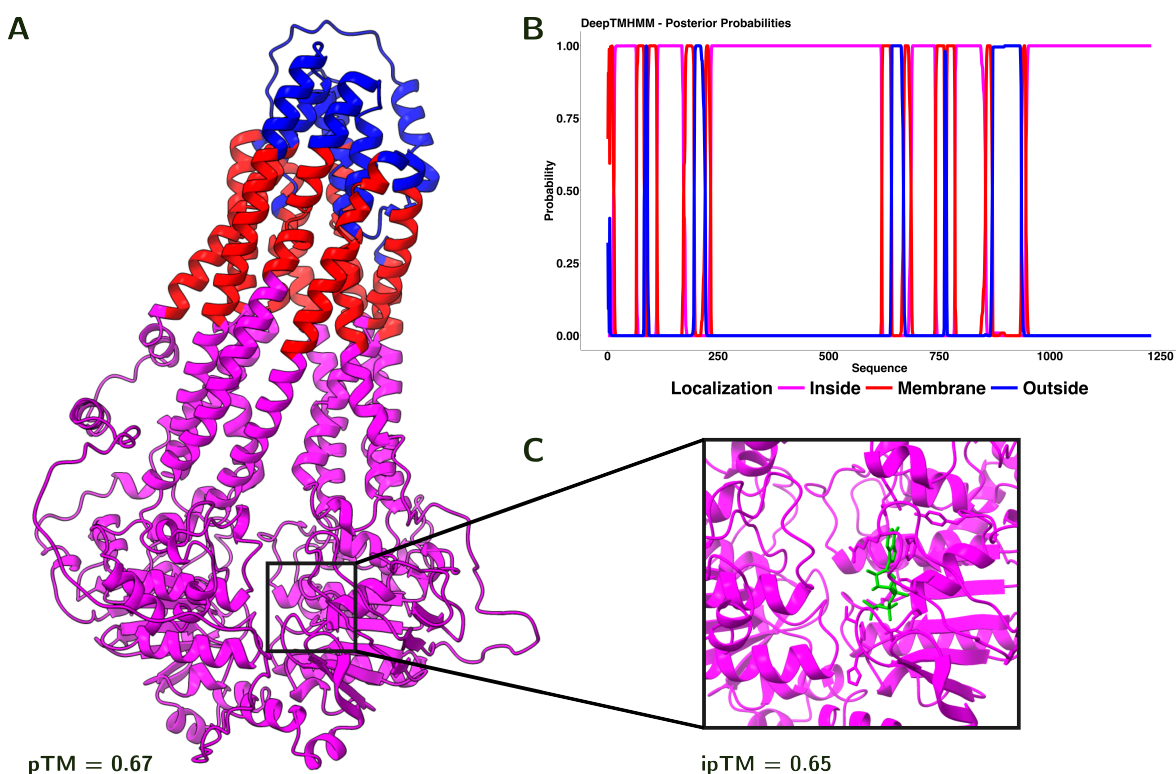 A
B
DeepTMHMM - Posterior Probabilities
1.00
0.75
0.50
0.25
0.00
Probability
0 250 500 750 1000 1250
Sequence
Localization Inside Membrane Outside
C
pTM = 0.67
ipTM = 0.65